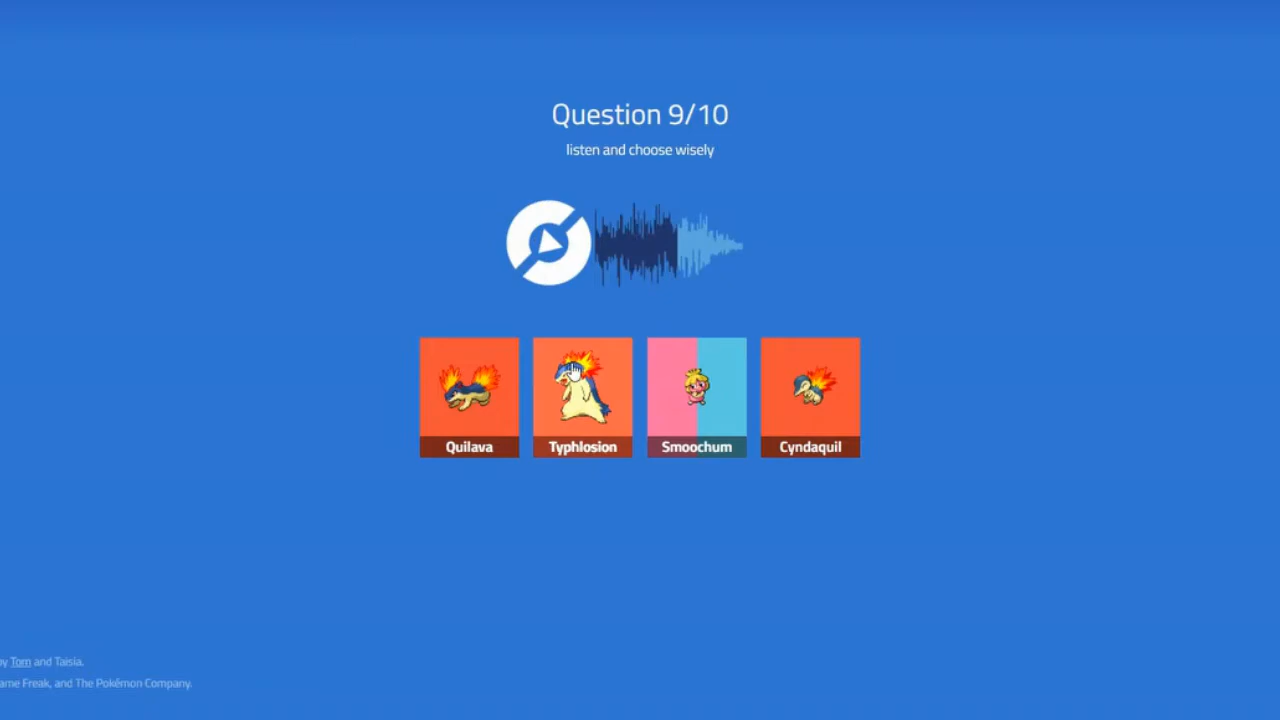 Question 9/10
listen and choose wisely
Quilava
Typhlosion
Smoochum
Cyndaquil
by Tom and Taisia.
ame Freak, and The Pokémon Company.